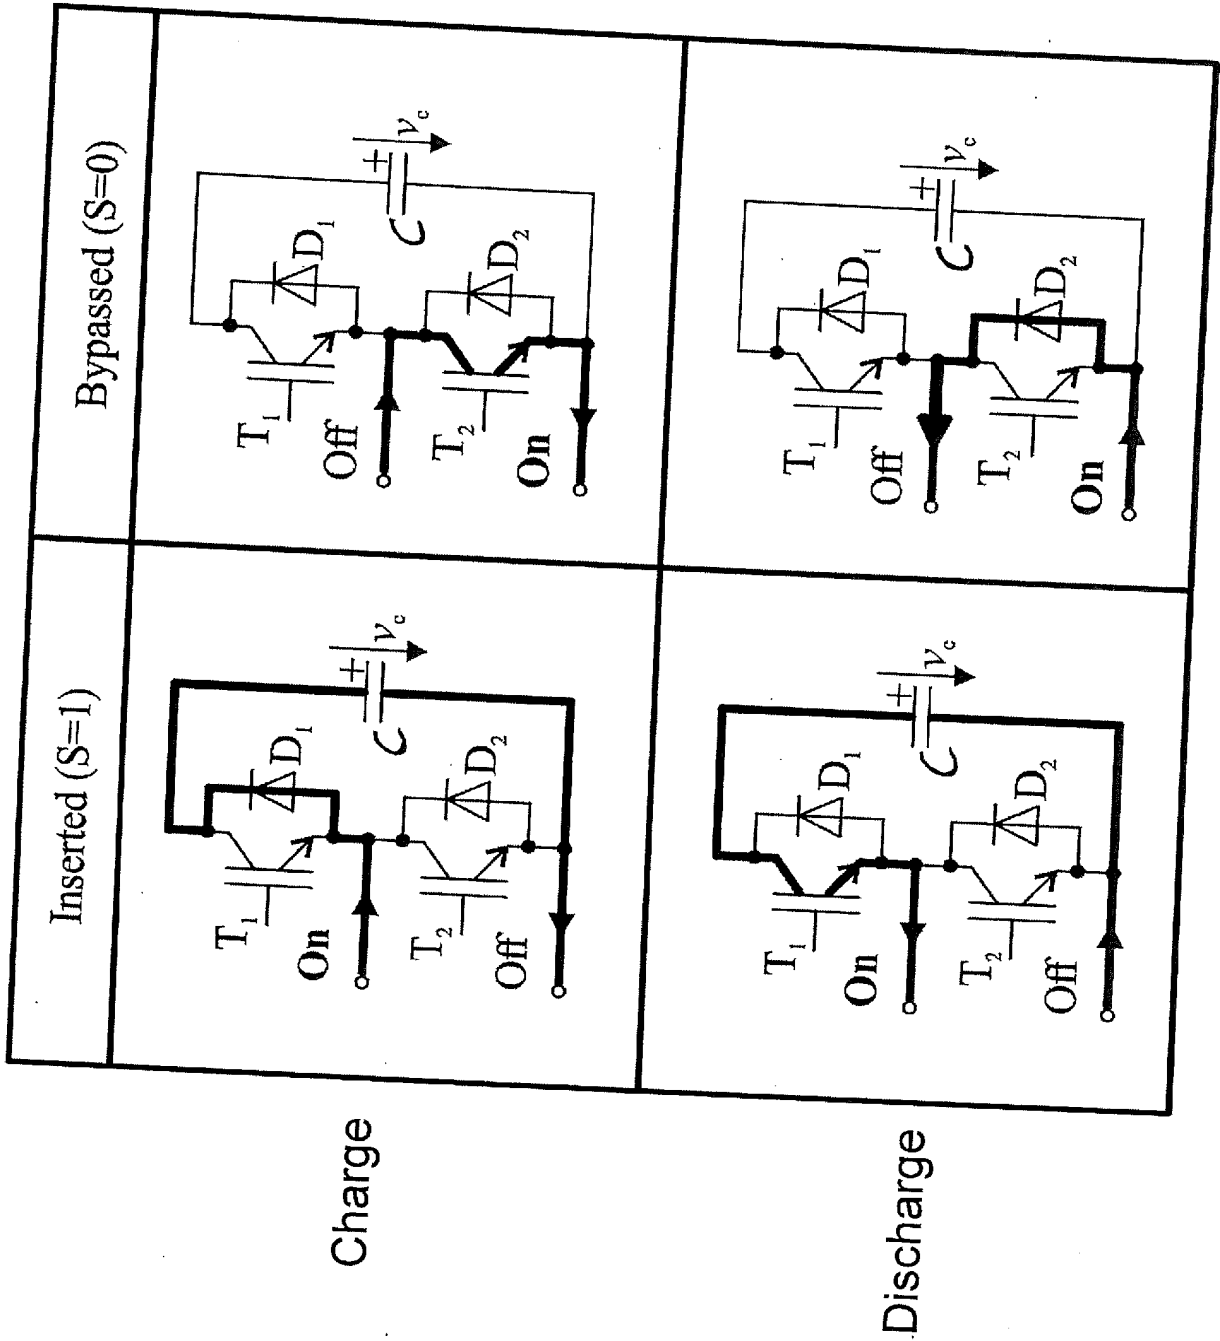 Inserted (S=1)
Bypassed (S=0)
Charge
T1
On
D1
T2
Off
D2
C
+
vc
T1
Off
D1
T2
On
D2
C
+
vc
Discharge
T1
On
D1
T2
Off
D2
C
+
vc
T1
Off
D1
T2
On
D2
C
+
vc